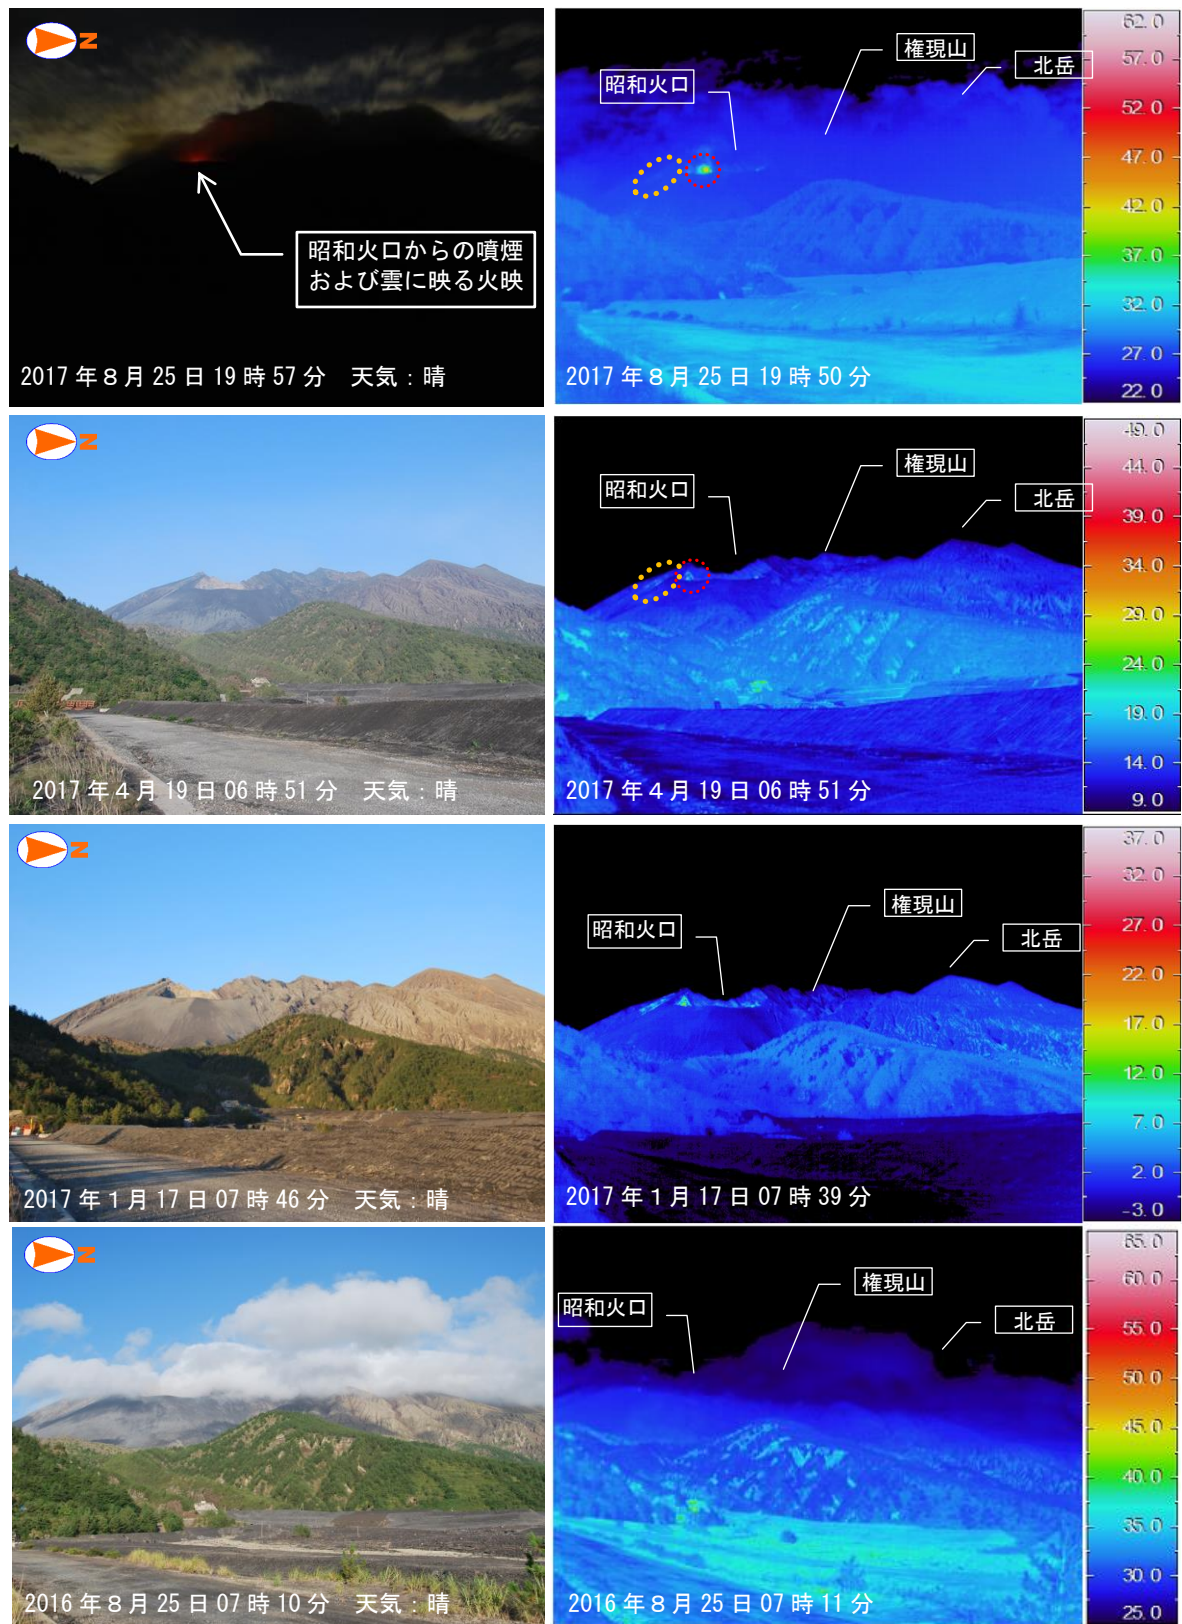 N
昭和火口からの噴煙
および雲に映る火映
2017年8月25日19時57分 天気：晴
昭和火口
権現山
北岳
2017年8月25日19時50分
62.0
57.0
52.0
47.0
42.0
37.0
32.0
27.0
22.0
N
2017年4月19日06時51分 天気：晴
昭和火口
権現山
北岳
2017年4月19日06時51分
49.0
44.0
39.0
34.0
29.0
24.0
19.0
14.0
9.0
N
2017年1月17日07時46分 天気：晴
昭和火口
権現山
北岳
2017年1月17日07時39分
37.0
32.0
27.0
22.0
17.0
12.0
7.0
2.0
-3.0
N
2016年8月25日07時10分 天気：晴
昭和火口
権現山
北岳
2016年8月25日07時11分
65.0
60.0
55.0
50.0
45.0
40.0
35.0
30.0
25.0